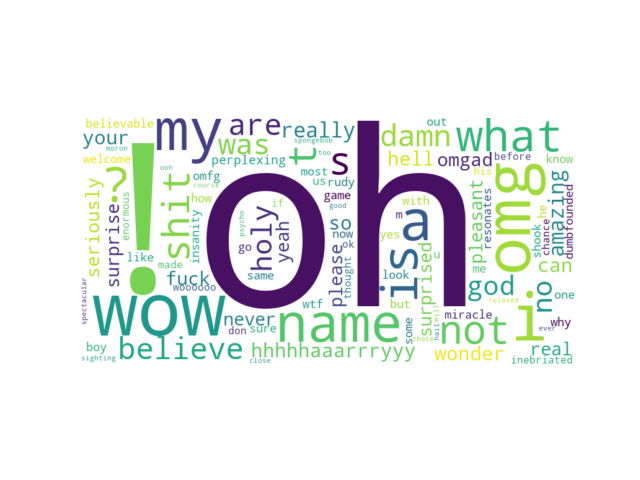 oh
!
wow
omg
my
name
i
is
a
what
not
believe
shit
?
are
was
t
s
damn
no
god
holy
your
really
hell
omgad
so
please
yeah
surprise
seriously
fuck
never
hhhhhaaarrryyy
wonder
real
can
amazing
pleasant
surprised
believable
welcome
perplexing
omfg
how
like
insanity
enormous
made
moron
ooh
course
spongebob
too
most
us
rudy
game
if
good
same
go
psycho
now
ok
thought
yes
look
with
m
but
some
u
me
resonates
shook
he
chance
dumbfounded
his
before
out
know
one
why
miracle
relaxed
ever
inebriated
chose
hail
will
wtf
sure
don
close
woooooo
boy
sighting
spectacular